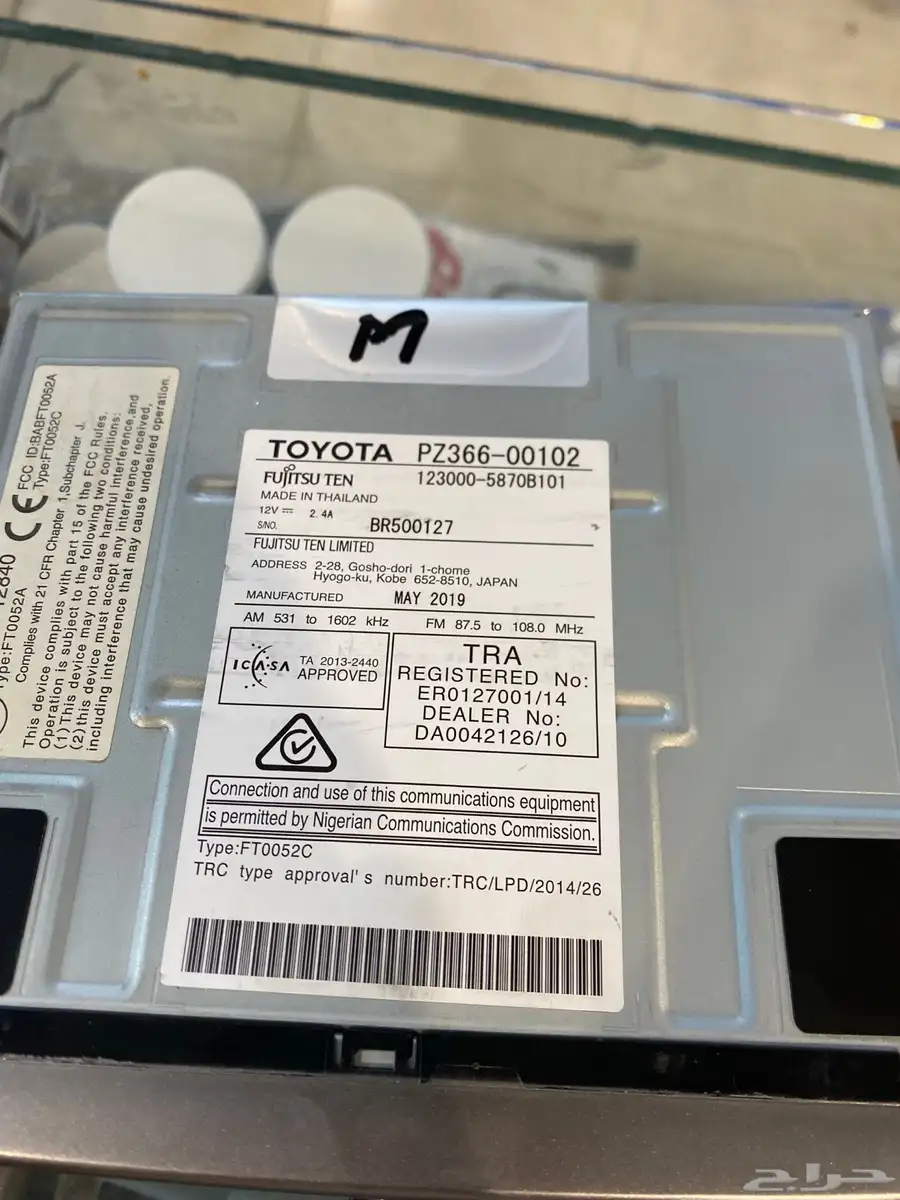 M
TOYOTA PZ366-00102
FUJITSU TEN 123000-5870B101
MADE IN THAILAND
12V 2.4A
S/NO. BR500127
FUJITSU TEN LIMITED
ADDRESS 2-28, Gosho-dori 1-chome
Hyogo-ku, Kobe 652-8510, JAPAN
MANUFACTURED MAY 2019
AM 531 to 1602 kHz FM 87.5 to 108.0 MHz
ICASA TA 2013-2440
APPROVED
TRA
REGISTERED No:
ER0127001/14
DEALER No:
DA0042126/10
Connection and use of this communications equipment
is permitted by Nigerian Communications Commission.
Type:FT0052C
TRC type approval's number:TRC/LPD/2014/26
Type:FT0052A
CE FCC ID:BABFT0052A
Type:FT0052C
Complies with 21 CFR Chapter 1,Subchapter J.
This device complies with part 15 of the FCC Rules.
Operation is subject to the following two conditions:
(1)This device may not cause harmful interference,and
(2)this device must accept any interference received,
including interference that may cause undesired operation.
حراج